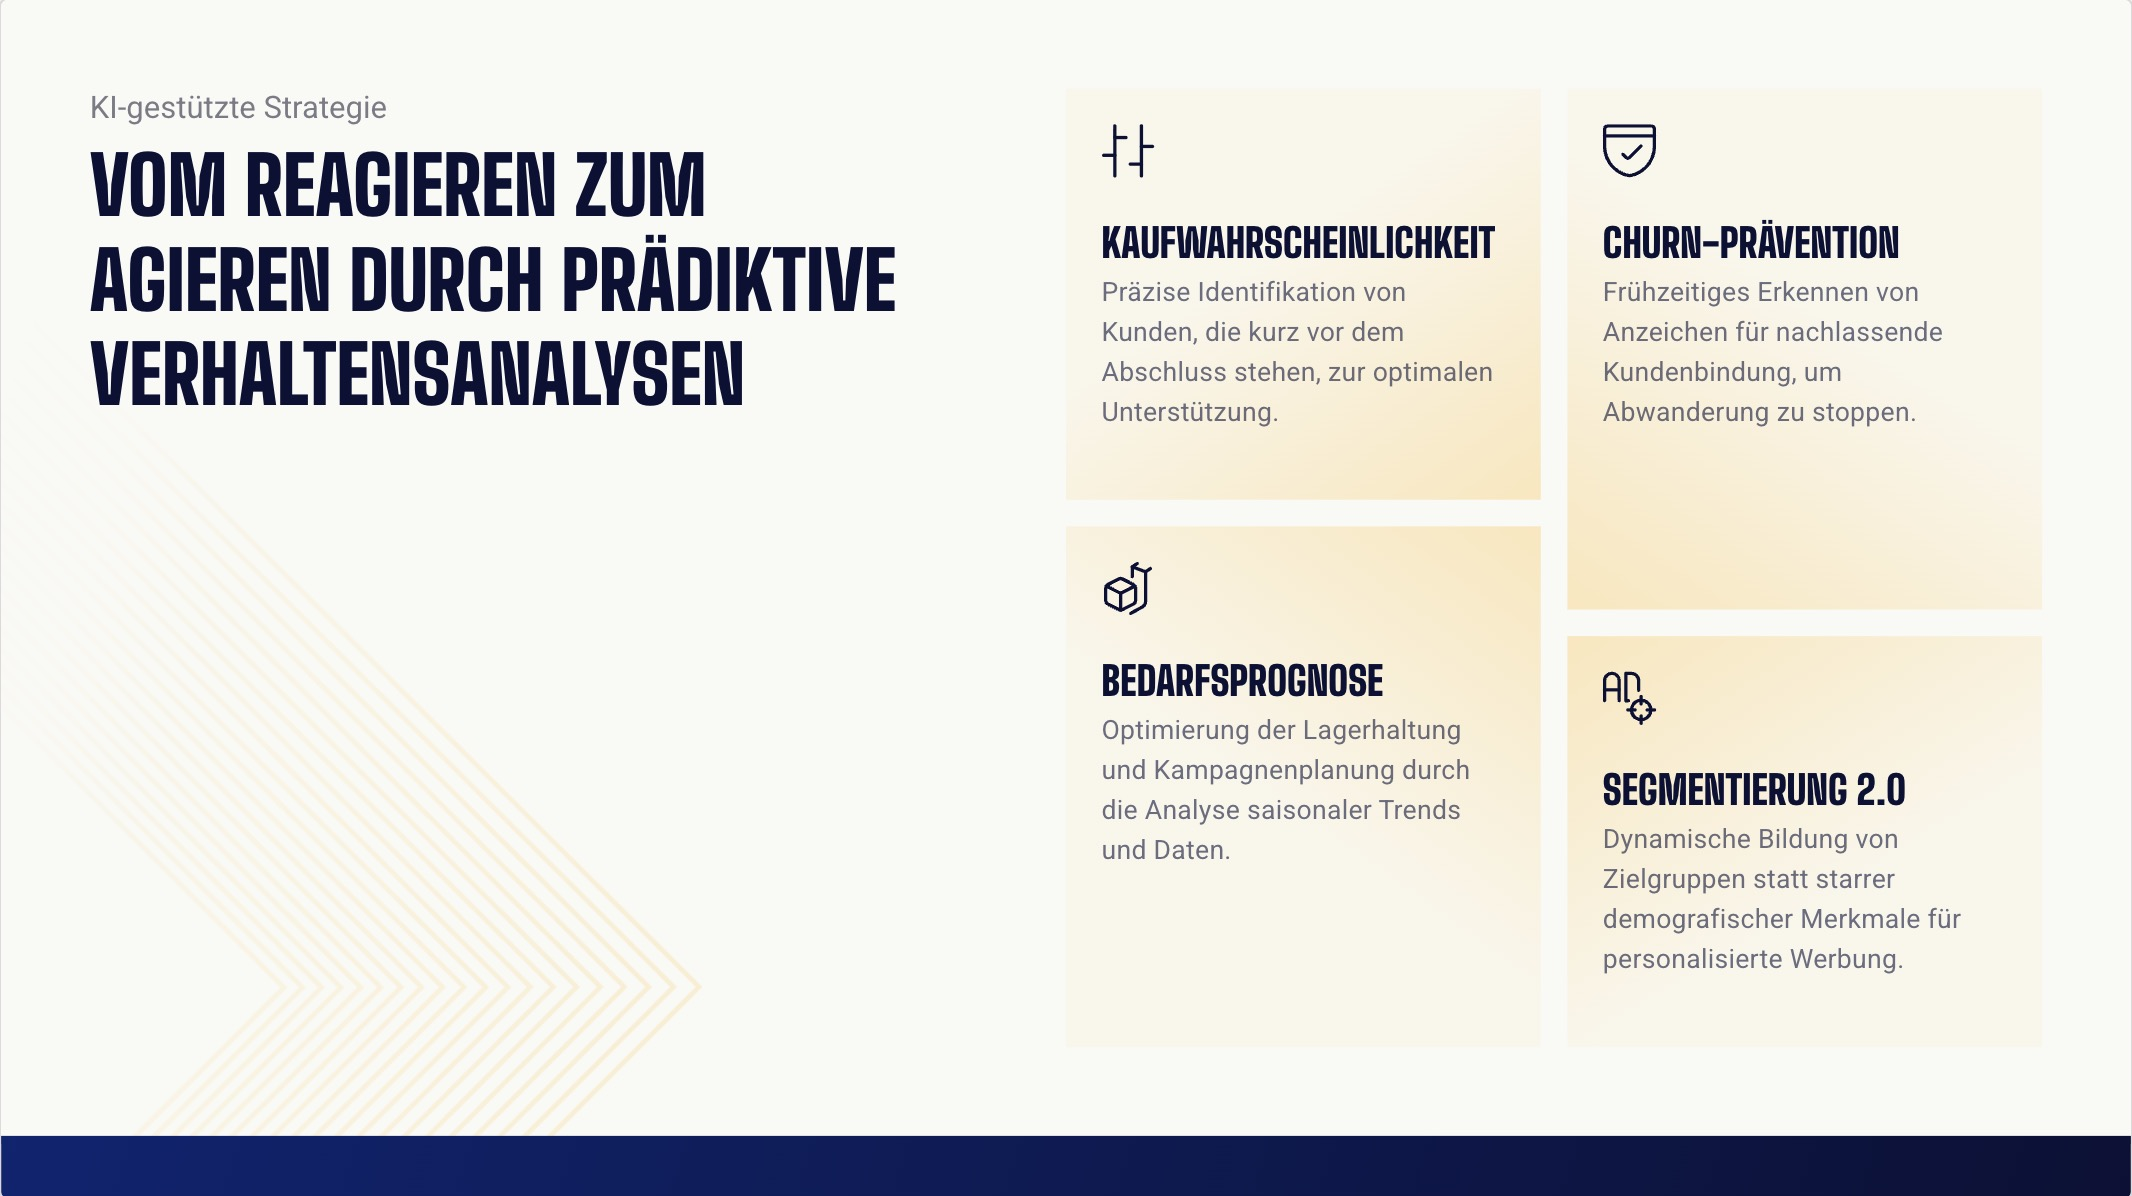 KI-gestützte Strategie
VOM REAGIEREN ZUM
AGIEREN DURCH PRÄDIKTIVE
VERHALTENSANALYSEN
KAUFWAHRSCHEINLICHKEIT
Präzise Identifikation von
Kunden, die kurz vor dem
Abschluss stehen, zur optimalen
Unterstützung.
CHURN-PRÄVENTION
Frühzeitiges Erkennen von
Anzeichen für nachlassende
Kundenbindung, um
Abwanderung zu stoppen.
BEDARFSPROGNOSE
Optimierung der Lagerhaltung
und Kampagnenplanung durch
die Analyse saisonaler Trends
und Daten.
AD
SEGMENTIERUNG 2.0
Dynamische Bildung von
Zielgruppen statt starrer
demografischer Merkmale für
personalisierte Werbung.